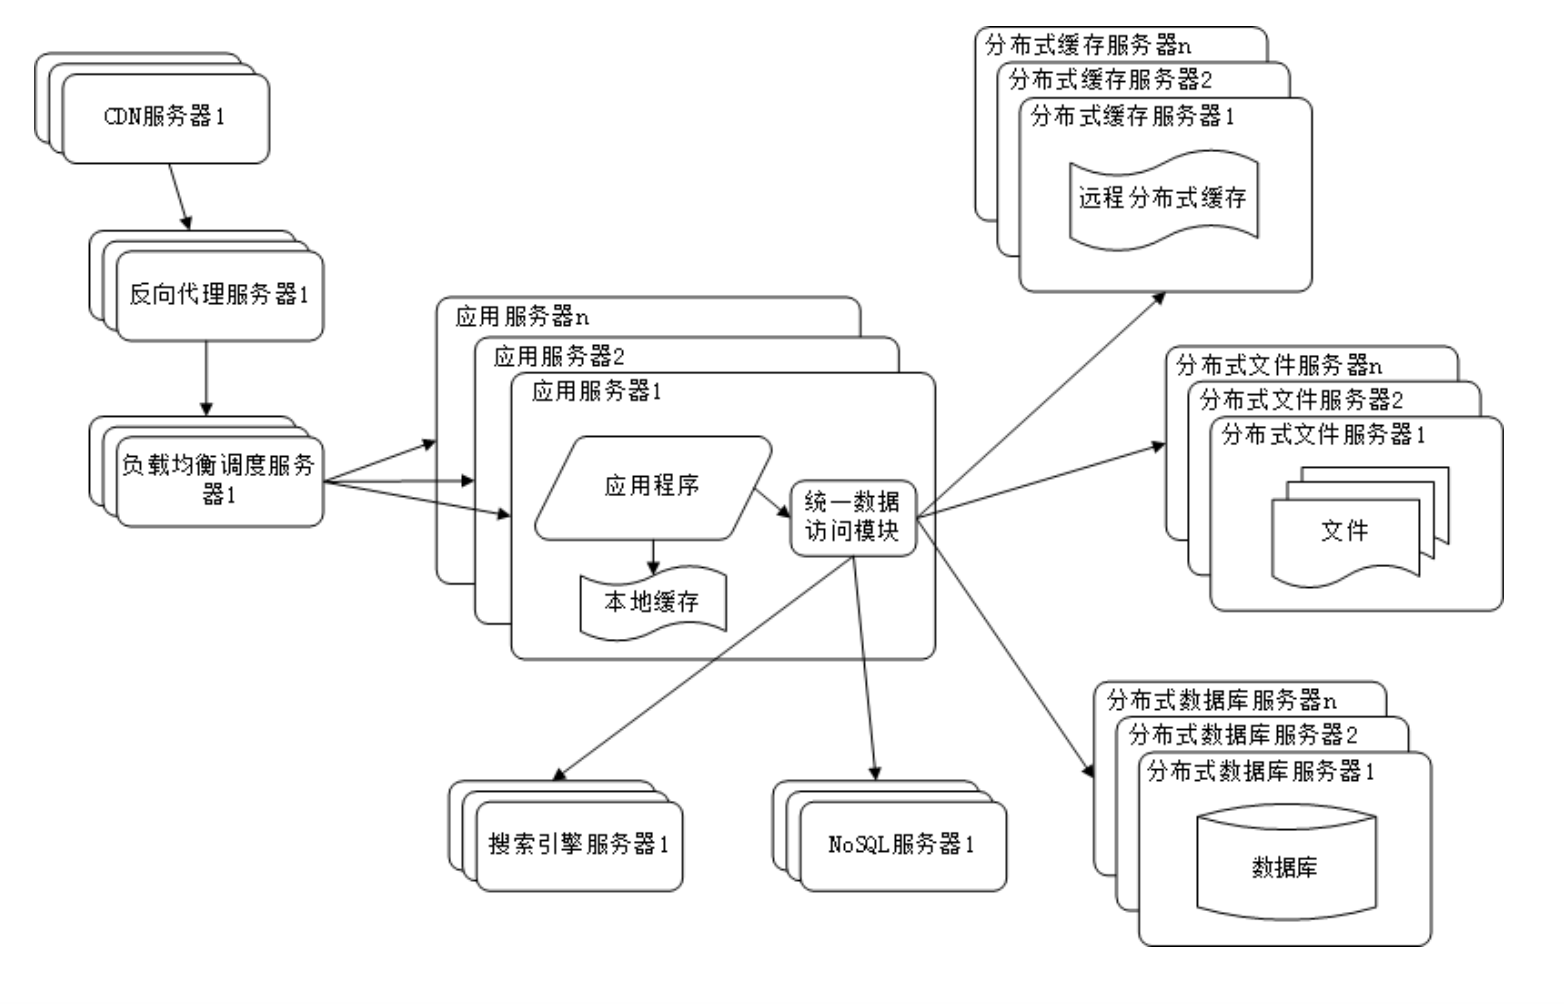 CDN服务器1
反向代理服务器1
负载均衡调度服务
器1
应用服务器n
应用服务器2
应用服务器1
应用程序
统一数据
访问模块
本地缓存
分布式缓存服务器n
分布式缓存服务器2
分布式缓存服务器1
远程分布式缓存
分布式文件服务器n
分布式文件服务器2
分布式文件服务器1
文件
分布式数据库服务器n
分布式数据库服务器2
分布式数据库服务器1
数据库
搜索引擎服务器1
NoSQL服务器1